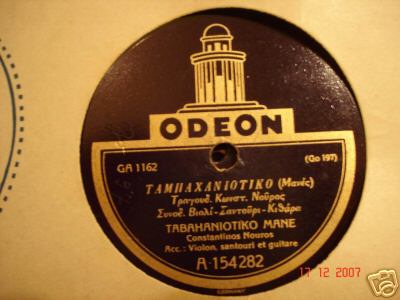 ODEON
GA 1162
(Go 197)
ΤΑΜΠΑΧΑΝΙΩΤΙΚΟ (Μανές)
Τραγουδ. Κωνστ. Νούρος
Συνοδ. Βιολί-Σαντούρι-Κιθάρα
TABAHANIOTIKO MANE
Constantinos Nouros
Acc.: Violon, santouri et guitare
A·154282
GERMANY
17 12 2007